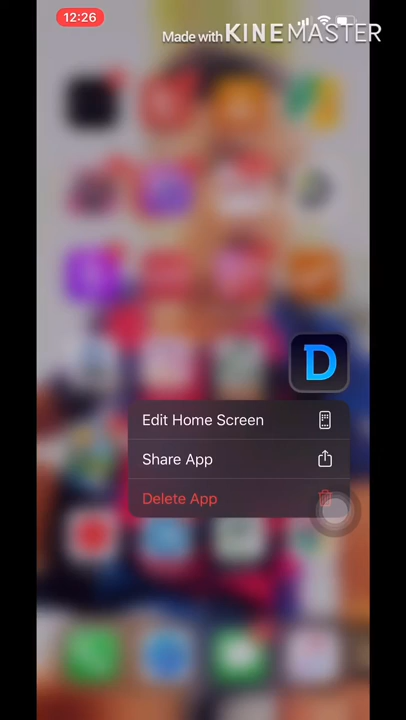 12:26
Made with KINEMASTER
D
Edit Home Screen
Share App
Delete App